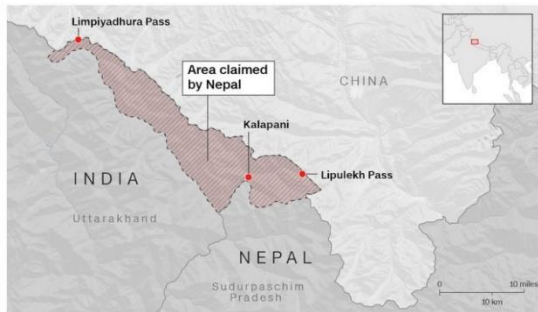 Limpiyadhura Pass
Area claimed
by Nepal
CHINA
Kalapani
Lipulekh Pass
INDIA
Uttarakhand
NEPAL
Sudurpaschim
Pradesh
0 10 miles
10 km